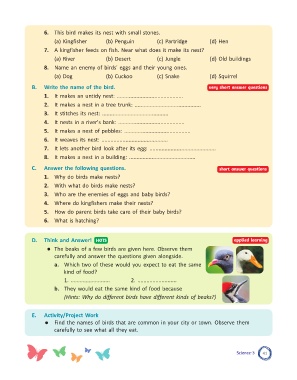 6. This bird makes its nest with small stones.
(a) Kingfisher (b) Penguin (c) Partridge (d) Hen
7. A kingfisher feeds on fish. Near what does it make its nest?
(a) River (b) Desert (c) Jungle (d) Old buildings
8. Name an enemy of birds' eggs and their young ones.
(a) Dog (b) Cuckoo (c) Snake (d) Squirrel
B. Write the name of the bird. very short answer questions
1. It makes an untidy nest: ........................................
2. It makes a nest in a tree trunk: ........................................
3. It stitches its nest: ........................................
4. It nests in a river's bank: ........................................
5. It makes a nest of pebbles: ........................................
6. It weaves its nest: ........................................
7. It lets another bird look after its egg: ........................................
8. It makes a nest in a building: ........................................
C. Answer the following questions. short answer questions
1. Why do birds make nests?
2. With what do birds make nests?
3. Who are the enemies of eggs and baby birds?
4. Where do kingfishers make their nests?
5. How do parent birds take care of their baby birds?
6. What is hatching?
D. Think and Answer! HOTS applied learning
● The beaks of a few birds are given here. Observe them
carefully and answer the questions given alongside.
a. Which two of these would you expect to eat the same
kind of food?
1. ........................ 2. ........................
b. They would eat the same kind of food because
(Hints: Why do different birds have different kinds of beaks?)
E. Activity/Project Work
● Find the names of birds that are common in your city or town. Observe them
carefully to see what all they eat.
Science-3